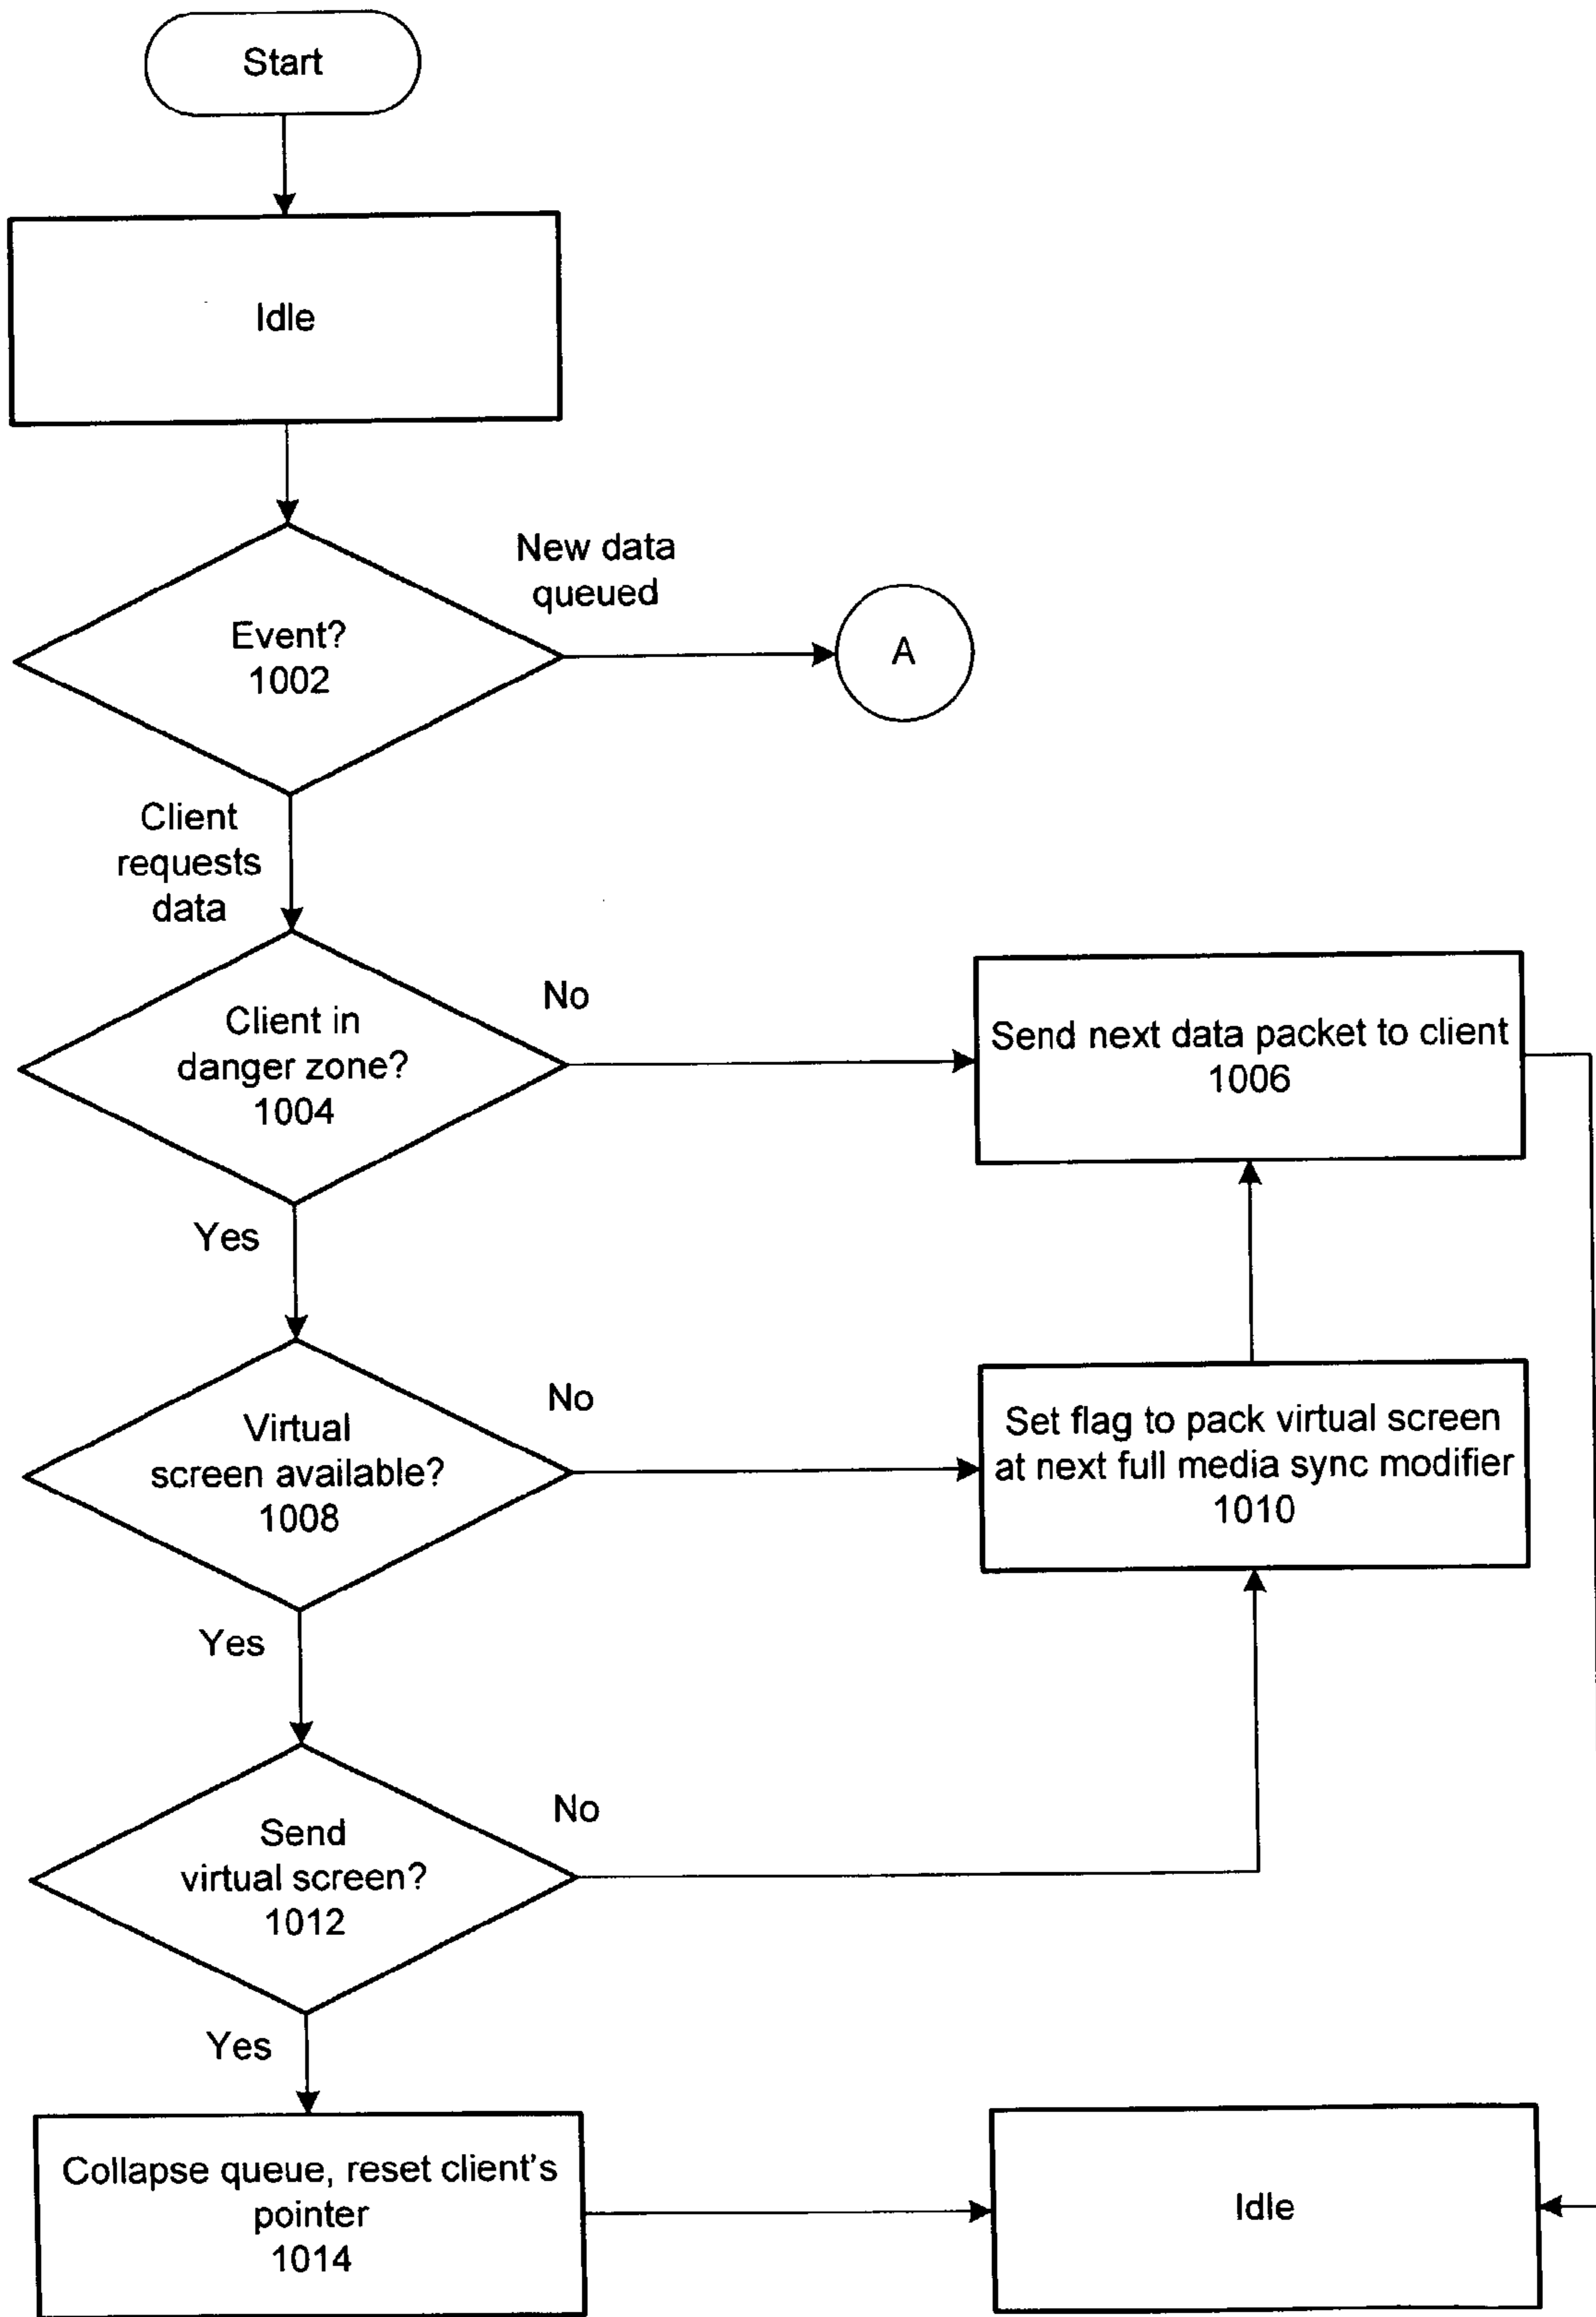 Start
Idle
New data
queued
Event?
1002
A
Client
requests
data
No
Client in
danger zone?
1004
Send next data packet to client
1006
Yes
No
Virtual
screen available?
1008
Set flag to pack virtual screen
at next full media sync modifier
1010
Yes
No
Send
virtual screen?
1012
Yes
Collapse queue, reset client's
pointer
1014
Idle